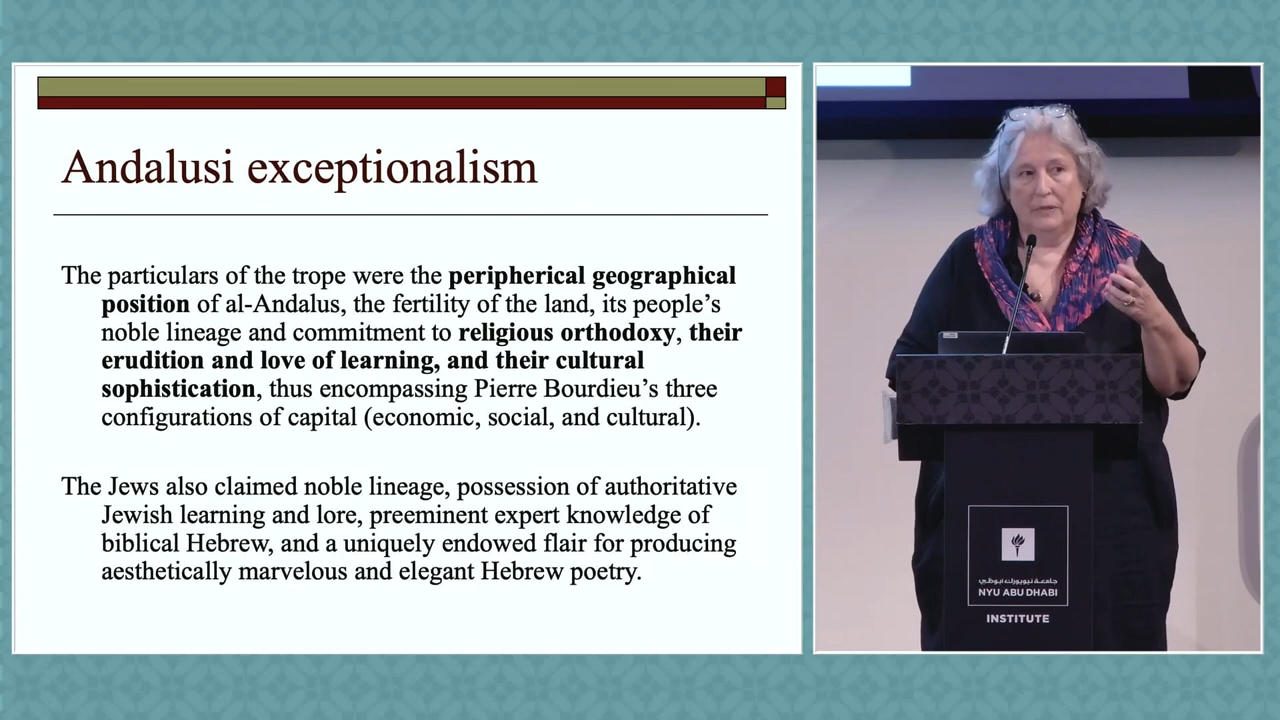 Andalusi exceptionalism
The particulars of the trope were the peripherical geographical
position of al-Andalus, the fertility of the land, its people's
noble lineage and commitment to religious orthodoxy, their
erudition and love of learning, and their cultural
sophistication, thus encompassing Pierre Bourdieu's three
configurations of capital (economic, social, and cultural).
The Jews also claimed noble lineage, possession of authoritative
Jewish learning and lore, preeminent expert knowledge of
biblical Hebrew, and a uniquely endowed flair for producing
aesthetically marvelous and elegant Hebrew poetry.
جامعة نيويورك أبوظبي
NYU ABU DHABI
INSTITUTE